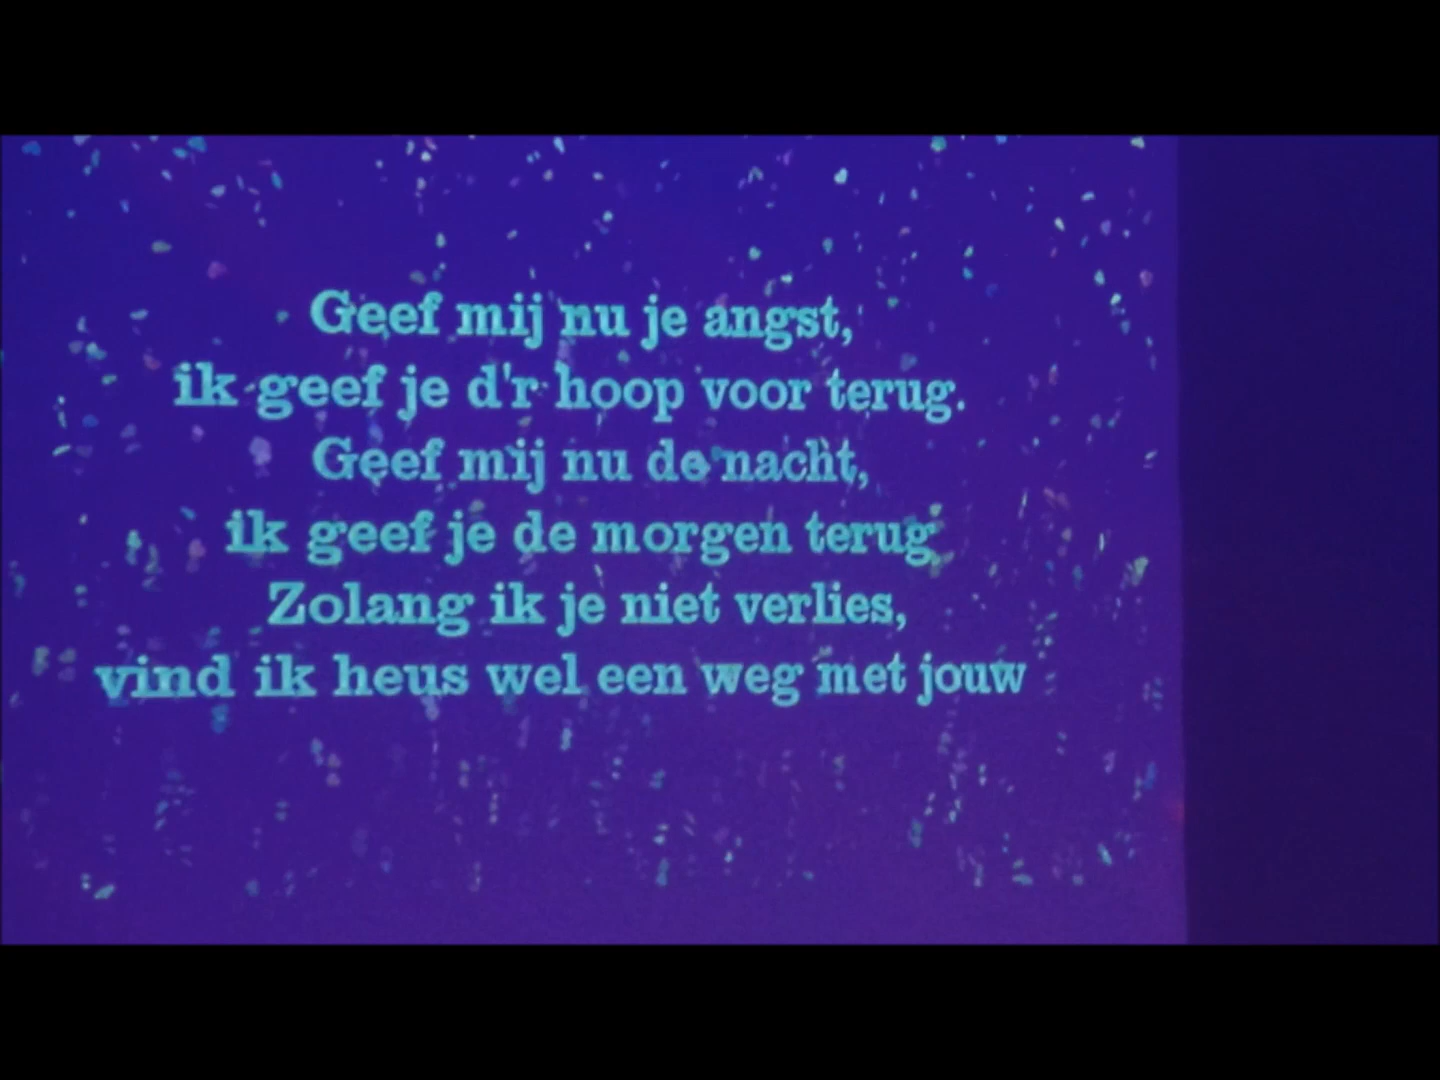 Geef mij nu je angst,
ik geef je d'r hoop voor terug.
Geef mij nu de nacht,
ik geef je de morgen terug
Zolang ik je niet verlies,
vind ik heus wel een weg met jouw